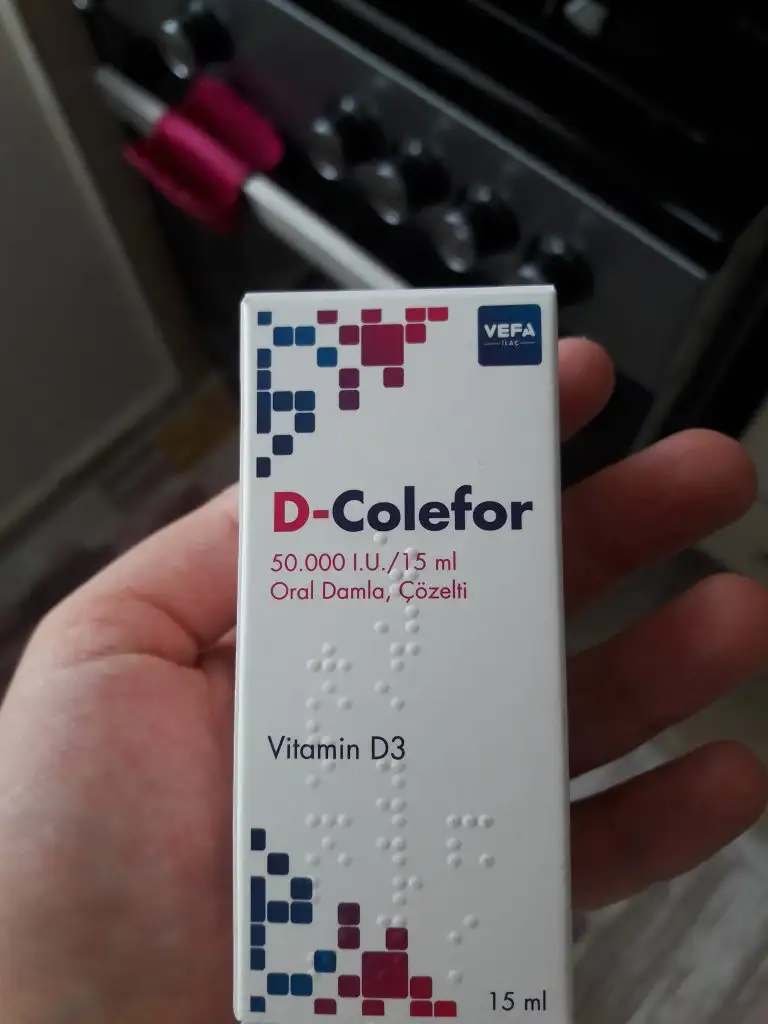 VEFA
İLAÇ
D-Colefor
50.000 I.U./15 ml
Oral Damla, Çözelti
Vitamin D3
15 ml